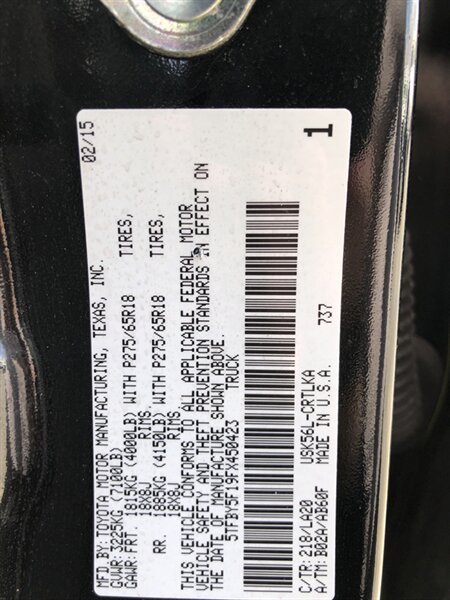 MFD.BY:TOYOTA MOTOR MANUFACTURING, TEXAS, INC. 02/15
GVWR: 3225KG (7100LB)
GAWR: FRT. 1815KG (4000LB) WITH P275/65R18 TIRES,
18X8J RIMS.
RR. 1885KG (4150LB) WITH P275/65R18 TIRES,
18X8J RIMS.
THIS VEHICLE CONFORMS TO ALL APPLICABLE FEDERAL MOTOR
VEHICLE SAFETY AND THEFT PREVENTION STANDARDS IN EFFECT ON
THE DATE OF MANUFACTURE SHOWN ABOVE.
5TFBY5F19FX450423 TRUCK
1
C/TR: 218/LA20 USK56L-CRTLKA 737
A/TM: B02A/AB60F MADE IN U.S.A.